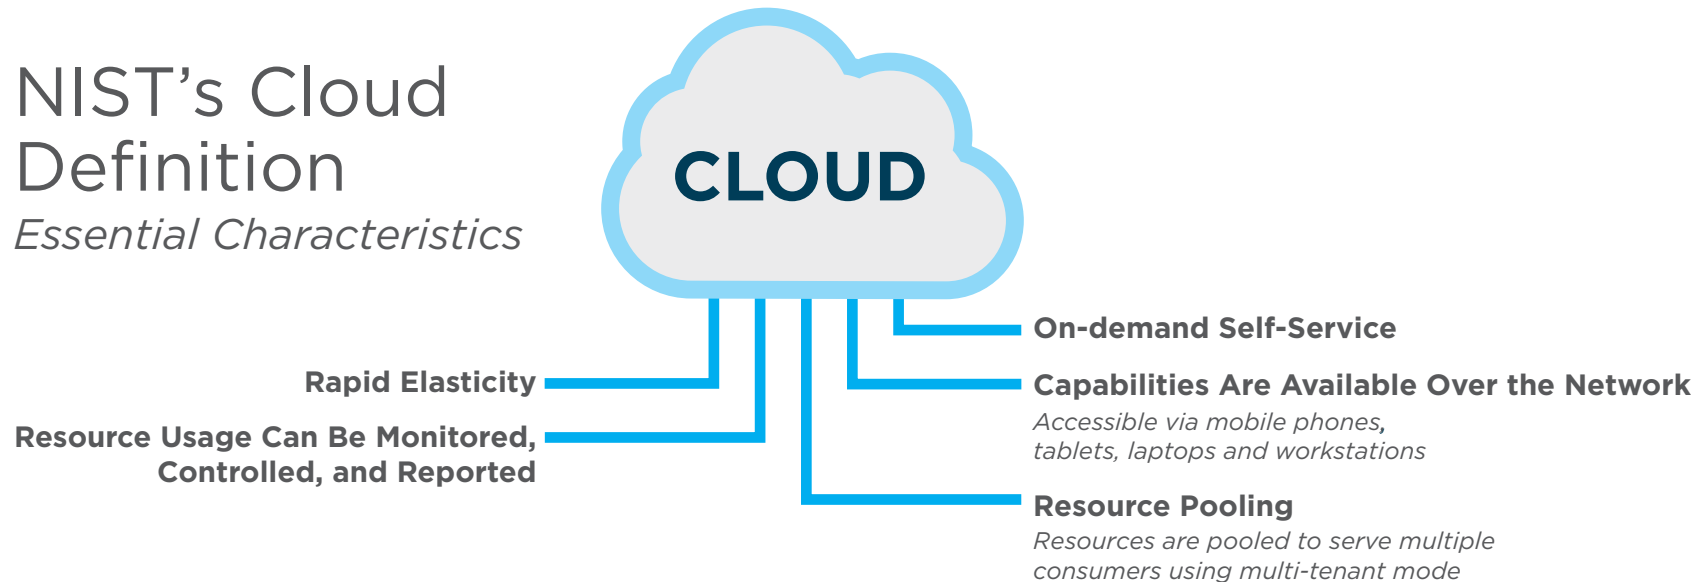 NIST’s Cloud
Definition
Essential Characteristics
CLOUD
Rapid Elasticity
Resource Usage Can Be Monitored,
Controlled, and Reported
On-demand Self-Service
Capabilities Are Available Over the Network
Accessible via mobile phones,
tablets, laptops and workstations
Resource Pooling
Resources are pooled to serve multiple
consumers using multi-tenant mode